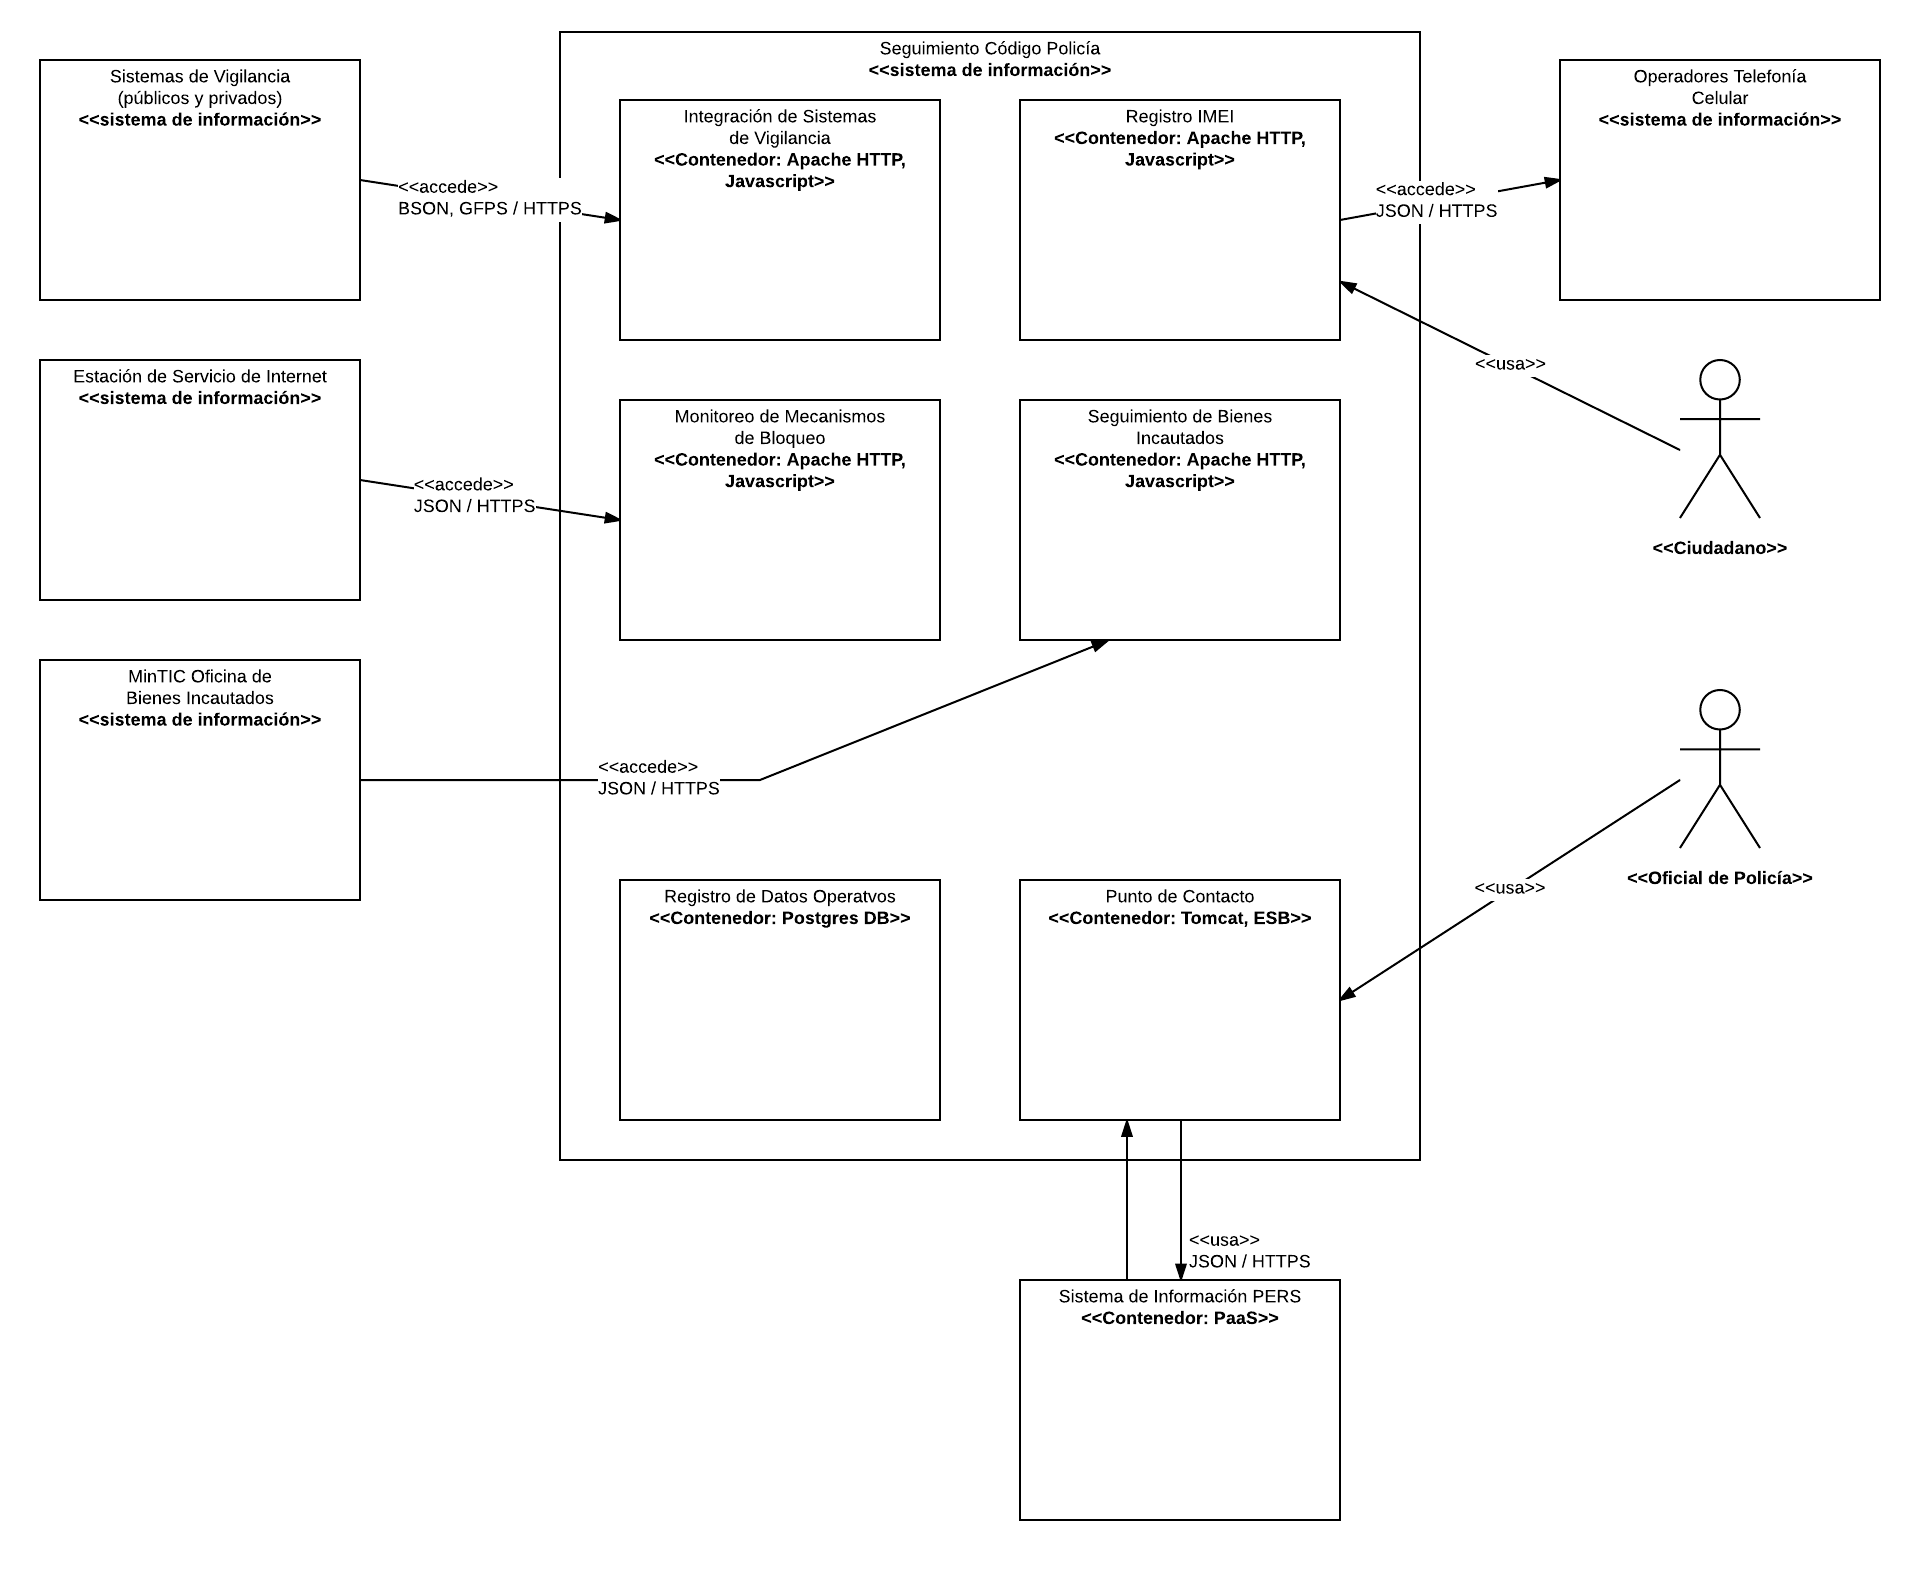 Seguimiento Código Policía
<<sistema de información>>
Sistemas de Vigilancia
(públicos y privados)
<<sistema de información>>
Integración de Sistemas
de Vigilancia
<<Contenedor: Apache HTTP,
Javascript>>
Registro IMEI
<<Contenedor: Apache HTTP,
Javascript>>
Operadores Telefonía
Celular
<<sistema de información>>
<<accede>>
BSON, GFPS / HTTPS
<<accede>>
JSON / HTTPS
<<usa>>
Estación de Servicio de Internet
<<sistema de información>>
Monitoreo de Mecanismos
de Bloqueo
<<Contenedor: Apache HTTP,
Javascript>>
Seguimiento de Bienes
Incautados
<<Contenedor: Apache HTTP,
Javascript>>
<<accede>>
JSON / HTTPS
<<Ciudadano>>
MinTIC Oficina de
Bienes Incautados
<<sistema de información>>
<<accede>>
JSON / HTTPS
<<Oficial de Policía>>
<<usa>>
Registro de Datos Operatvos
<<Contenedor: Postgres DB>>
Punto de Contacto
<<Contenedor: Tomcat, ESB>>
<<usa>>
JSON / HTTPS
Sistema de Información PERS
<<Contenedor: PaaS>>